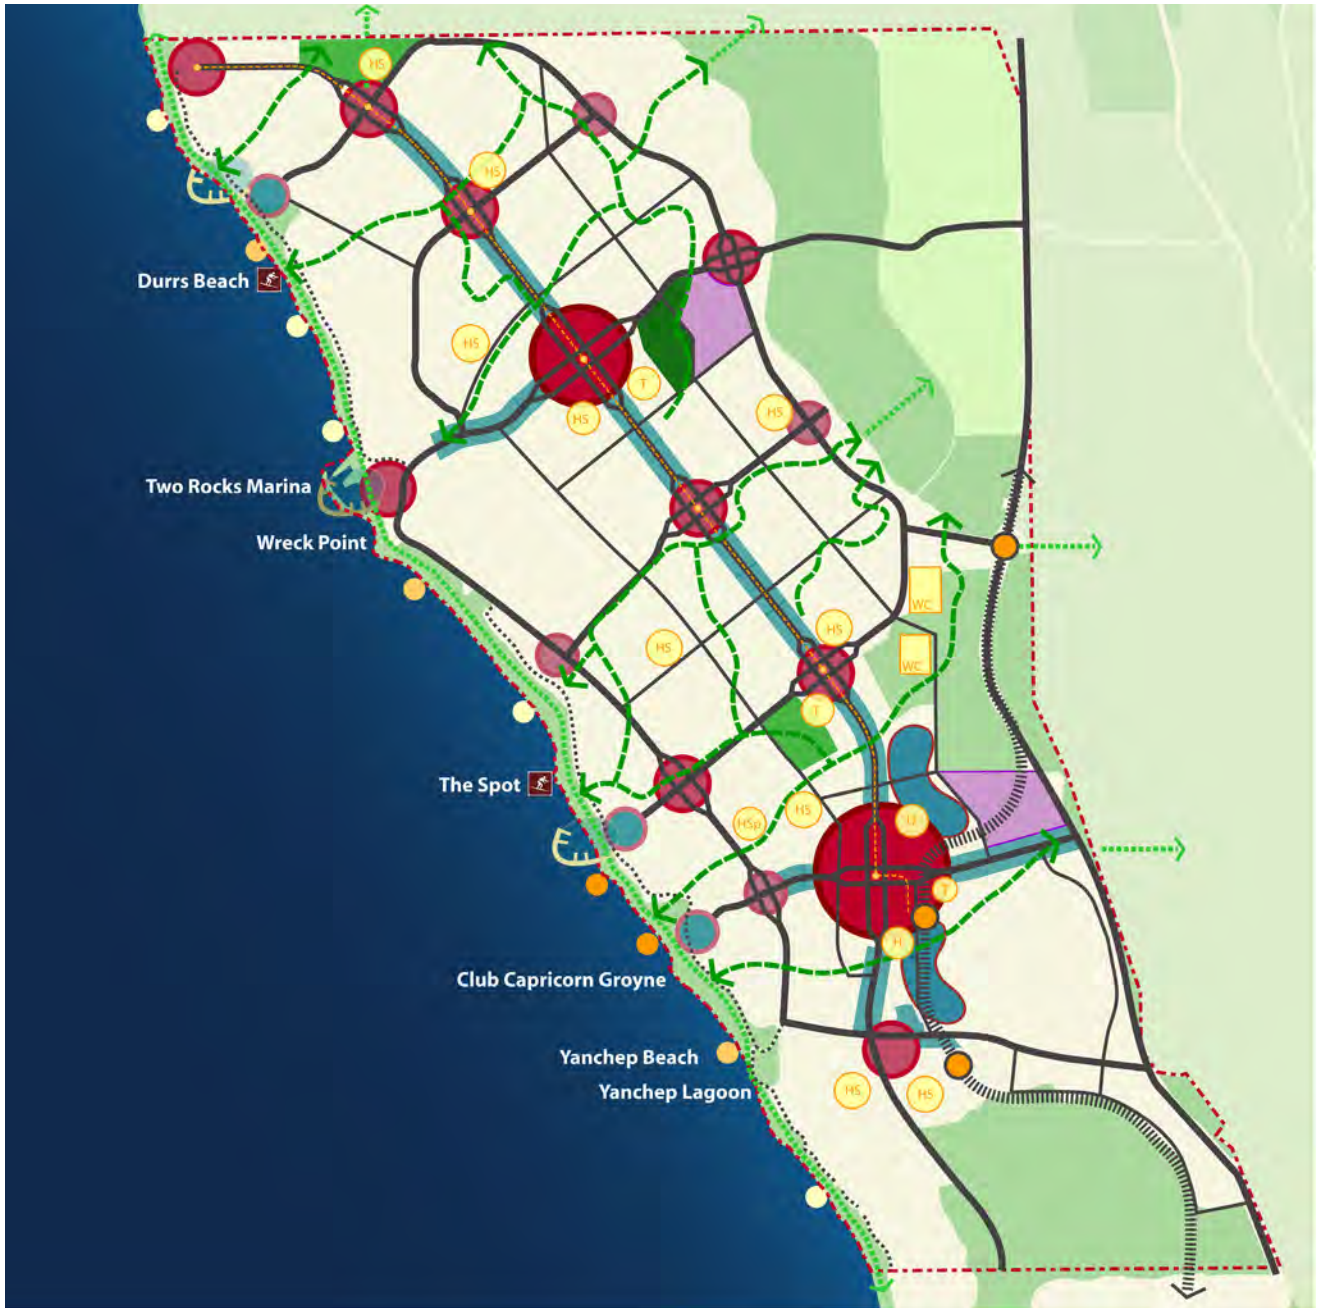 HS
HS
Durrs Beach
HS
T
HS
HS
Two Rocks Marina
Wreck Point
WC
HS
HS
WC
T
The Spot
HS
HSp
T
H
Club Capricorn Groyne
Yanchep Beach
Yanchep Lagoon
HS
HS